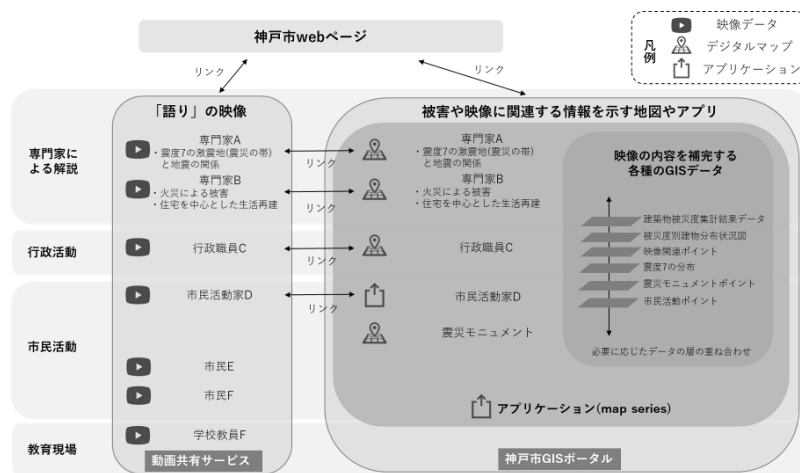 神戸市webページ
凡例
映像データ
デジタルマップ
アプリケーション
リンク
リンク
「語り」の映像
被害や映像に関連する情報を示す地図やアプリ
専門家に
よる解説
専門家A
・震度7の激震地(震災の帯)
と地震の関係
リンク
専門家A
・震度7の激震地(震災の帯)
と地震の関係
専門家B
・火災による被害
・住宅を中心とした生活再建
リンク
専門家B
・火災による被害
・住宅を中心とした生活再建
行政活動
行政職員C
リンク
行政職員C
市民活動
市民活動家D
リンク
市民活動家D
震災モニュメント
市民E
市民F
アプリケーション(map series)
教育現場
学校教員F
動画共有サービス
神戸市GISポータル
映像の内容を補完する
各種のGISデータ
建築物被災度集計結果データ
被災度別建物分布状況図
映像関連ポイント
震度7の分布
震災モニュメントポイント
市民活動ポイント
必要に応じたデータの層の重ね合わせ